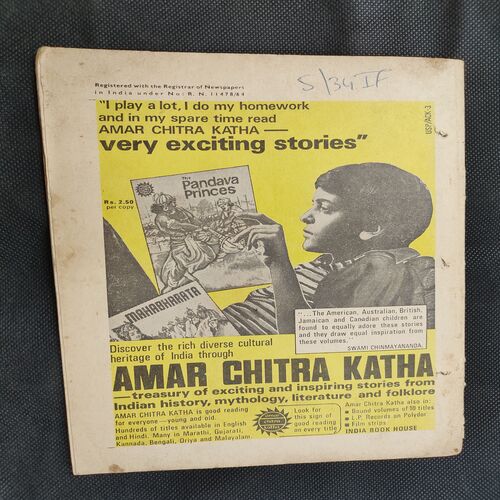 Registered with the Registrar of Newspapers
in India under No: R. N. 11478/64
S/34 IF
"I play a lot, I do my homework
and in my spare time read
AMAR CHITRA KATHA —
very exciting stories"
USP/ACK-3
Rs. 2.50
per copy
The
Pandava
Princes
MAHABHARATA
"...The American, Australian, British,
Jamaican and Canadian children are
found to equally adore these stories
and they draw equal inspiration from
these volumes."
SWAMI CHINMAYANANDA
Discover the rich diverse cultural
heritage of India through
AMAR CHITRA KATHA
—treasury of exciting and inspiring stories from
Indian history, mythology, literature and folklore
AMAR CHITRA KATHA is good reading
for everyone—young and old.
Hundreds of titles available in English
and Hindi. Many in Marathi, Gujarati,
Kannada, Bengali, Oriya and Malayalam.
Look for
this sign of
good reading
on every title
Amar Chitra Katha also in:
■ Bound volumes of 10 titles
■ L.P. Records on Polydor
■ Film strips
INDIA BOOK HOUSE